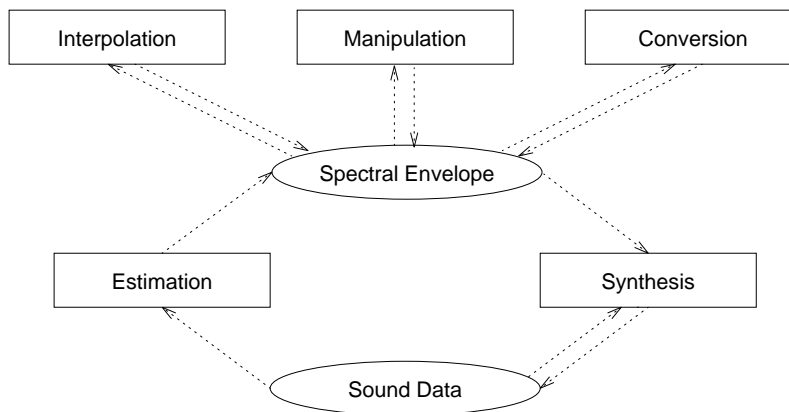 Interpolation
Manipulation
Conversion
Spectral Envelope
Estimation
Synthesis
Sound Data